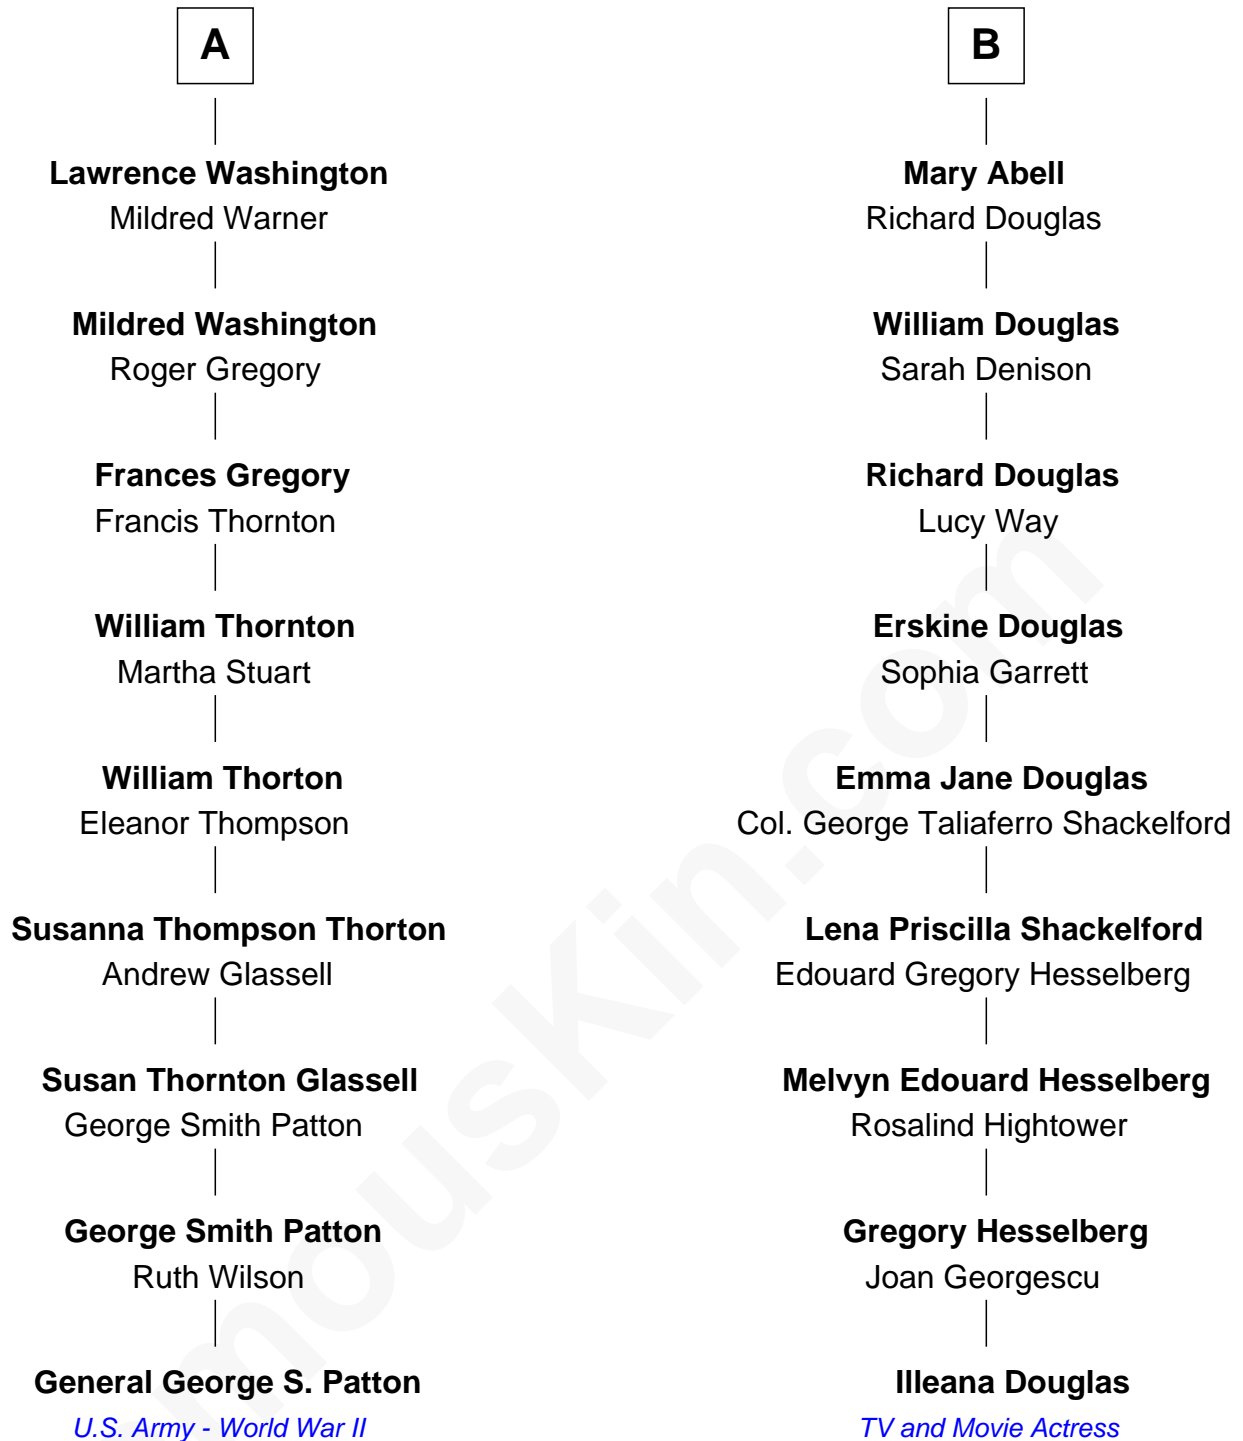 A
Lawrence Washington
Mildred Warner
Mildred Washington
Roger Gregory
Frances Gregory
Francis Thornton
William Thornton
Martha Stuart
William Thorton
Eleanor Thompson
Susanna Thompson Thorton
Andrew Glassell
Susan Thornton Glassell
George Smith Patton
George Smith Patton
Ruth Wilson
General George S. Patton
U.S. Army - World War II
B
Mary Abell
Richard Douglas
William Douglas
Sarah Denison
Richard Douglas
Lucy Way
Erskine Douglas
Sophia Garrett
Emma Jane Douglas
Col. George Taliaferro Shackelford
Lena Priscilla Shackelford
Edouard Gregory Hesselberg
Melvyn Edouard Hesselberg
Rosalind Hightower
Gregory Hesselberg
Joan Georgescu
Illeana Douglas
TV and Movie Actress
mousKin.com